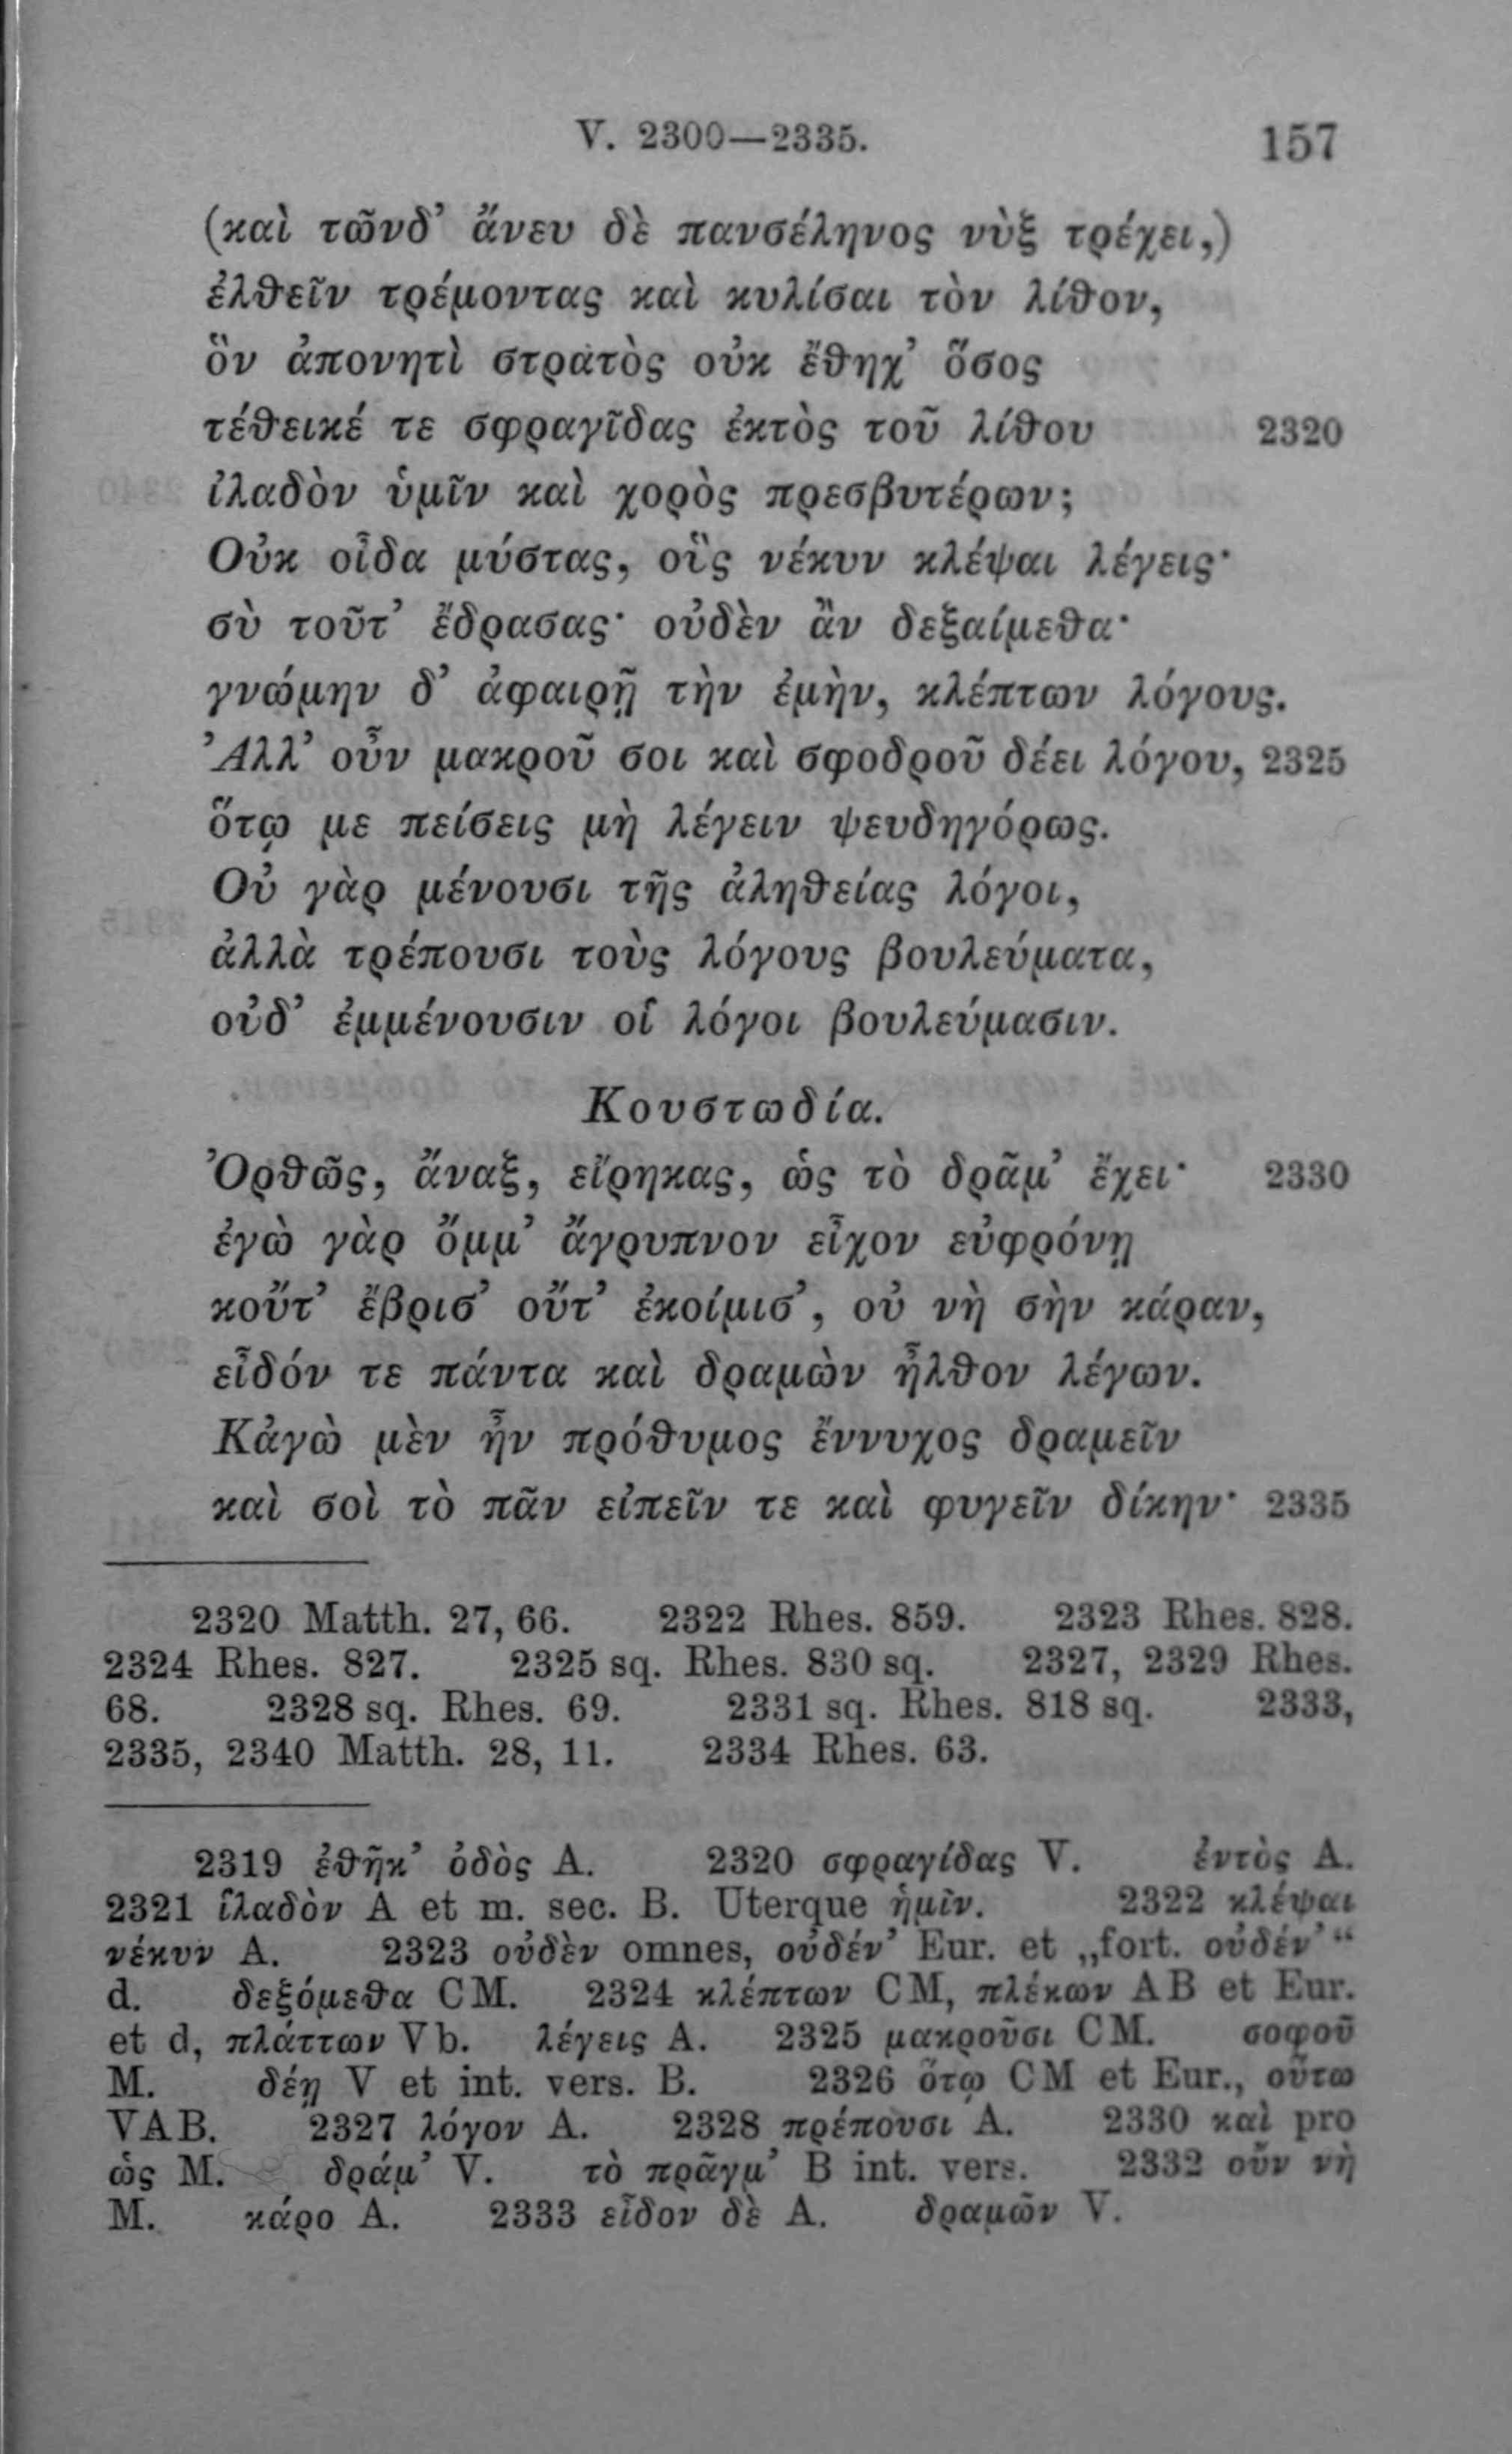 V. 2300—2335.
157
(καὶ τῶνδ’ ἄνευ δὲ πανσέληνος νὺξ τρέχει,)
ἐλθεῖν τρέμοντας καὶ κυλίσαι τὸν λίθον,
ὃν ἀπονητὶ στρατὸς οὐκ ἔθηχ’ ὅσος
τέθεικέ τε σφραγῖδας ἐκτὸς τοῦ λίθου 2320
ἰλαδὸν ὑμῖν καὶ χορὸς πρεσβυτέρων;
Οὐκ οἶδα μύστας, οἳς νέκυν κλέψαι λέγεις·
σὺ τοῦτ’ ἔδρασας· οὐδὲν ἂν δεξαίμεθα·
γνώμην δ’ ἀφαιρῇ τὴν ἐμὴν, κλέπτων λόγους.
Ἀλλ’ οὖν μακροῦ σοι καὶ σφοδροῦ δέει λόγου, 2325
ὅτῳ με πείσεις μὴ λέγειν ψευδηγόρως.
Οὐ γὰρ μένουσι τῆς ἀληθείας λόγοι,
ἀλλὰ τρέπουσι τοὺς λόγους βουλεύματα,
οὐδ’ ἐμμένουσιν οἱ λόγοι βουλεύμασιν.
Κουστωδία.
Ὀρθῶς, ἄναξ, εἴρηκας, ὡς τὸ δρᾶμ’ ἔχει· 2330
ἐγὼ γὰρ ὄμμ’ ἄγρυπνον εἶχον εὐφρόνῃ
κοὔτ’ ἔβρισ’ οὔτ’ ἐκοίμισ’, οὐ νὴ σὴν κάραν,
εἶδόν τε πάντα καὶ δραμὼν ἦλθον λέγων.
Κἀγὼ μὲν ἦν πρόθυμος ἔννυχος δραμεῖν
καὶ σοὶ τὸ πᾶν εἰπεῖν τε καὶ φυγεῖν δίκην· 2335
2320 Matth. 27, 66. 2322 Rhes. 859. 2323 Rhes. 828.
2324 Rhes. 827. 2325 sq. Rhes. 830 sq. 2327, 2329 Rhes.
68. 2328 sq. Rhes. 69. 2331 sq. Rhes. 818 sq. 2333,
2335, 2340 Matth. 28, 11. 2334 Rhes. 63.
2319 ἐθῆκ’ ὁδὸς A. 2320 σφραγίδας V. ἐντὸς A.
2321 ἱλαδὸν A et m. sec. B. Uterque ἡμὶν. 2322 κλέψαι
νέκυν A. 2323 οὐδὲν omnes, οὐδέν’ Eur. et „fort. οὐδέν’“
d. δεξόμεθα CM. 2324 κλέπτων CM, πλέκων AB et Eur.
et d, πλάττων Vb. λέγεις A. 2325 μακροῦσι CM. σοφοῦ
M. δέῃ V et int. vers. B. 2326 ὅτῳ CM et Eur., οὕτω
VAB. 2327 λόγον A. 2328 πρέπουσι A. 2330 καὶ pro
ὡς M. δράμ’ V. τὸ πρᾶγμ’ B int. vers. 2332 οὖν νὴ
M. κάρο A. 2333 εἶδον δὲ A. δραμῶν V.